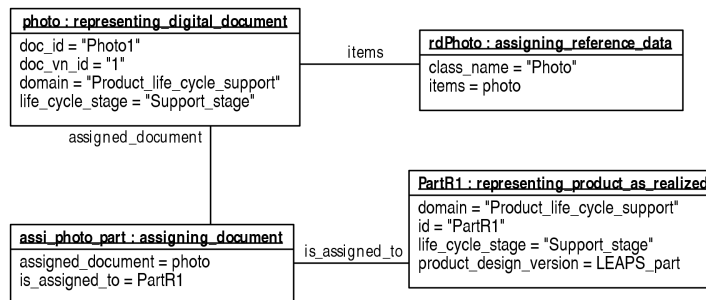 photo : representing_digital_document
doc_id = "Photo1"
doc_vn_id = "1"
domain = "Product_life_cycle_support"
life_cycle_stage = "Support_stage"
items
rdPhoto : assigning_reference_data
class_name = "Photo"
items = photo
assigned_document
assi_photo_part : assigning_document
assigned_document = photo
is_assigned_to = PartR1
is_assigned_to
PartR1 : representing_product_as_realized
domain = "Product_life_cycle_support"
id = "PartR1"
life_cycle_stage = "Support_stage"
product_design_version = LEAPS_part